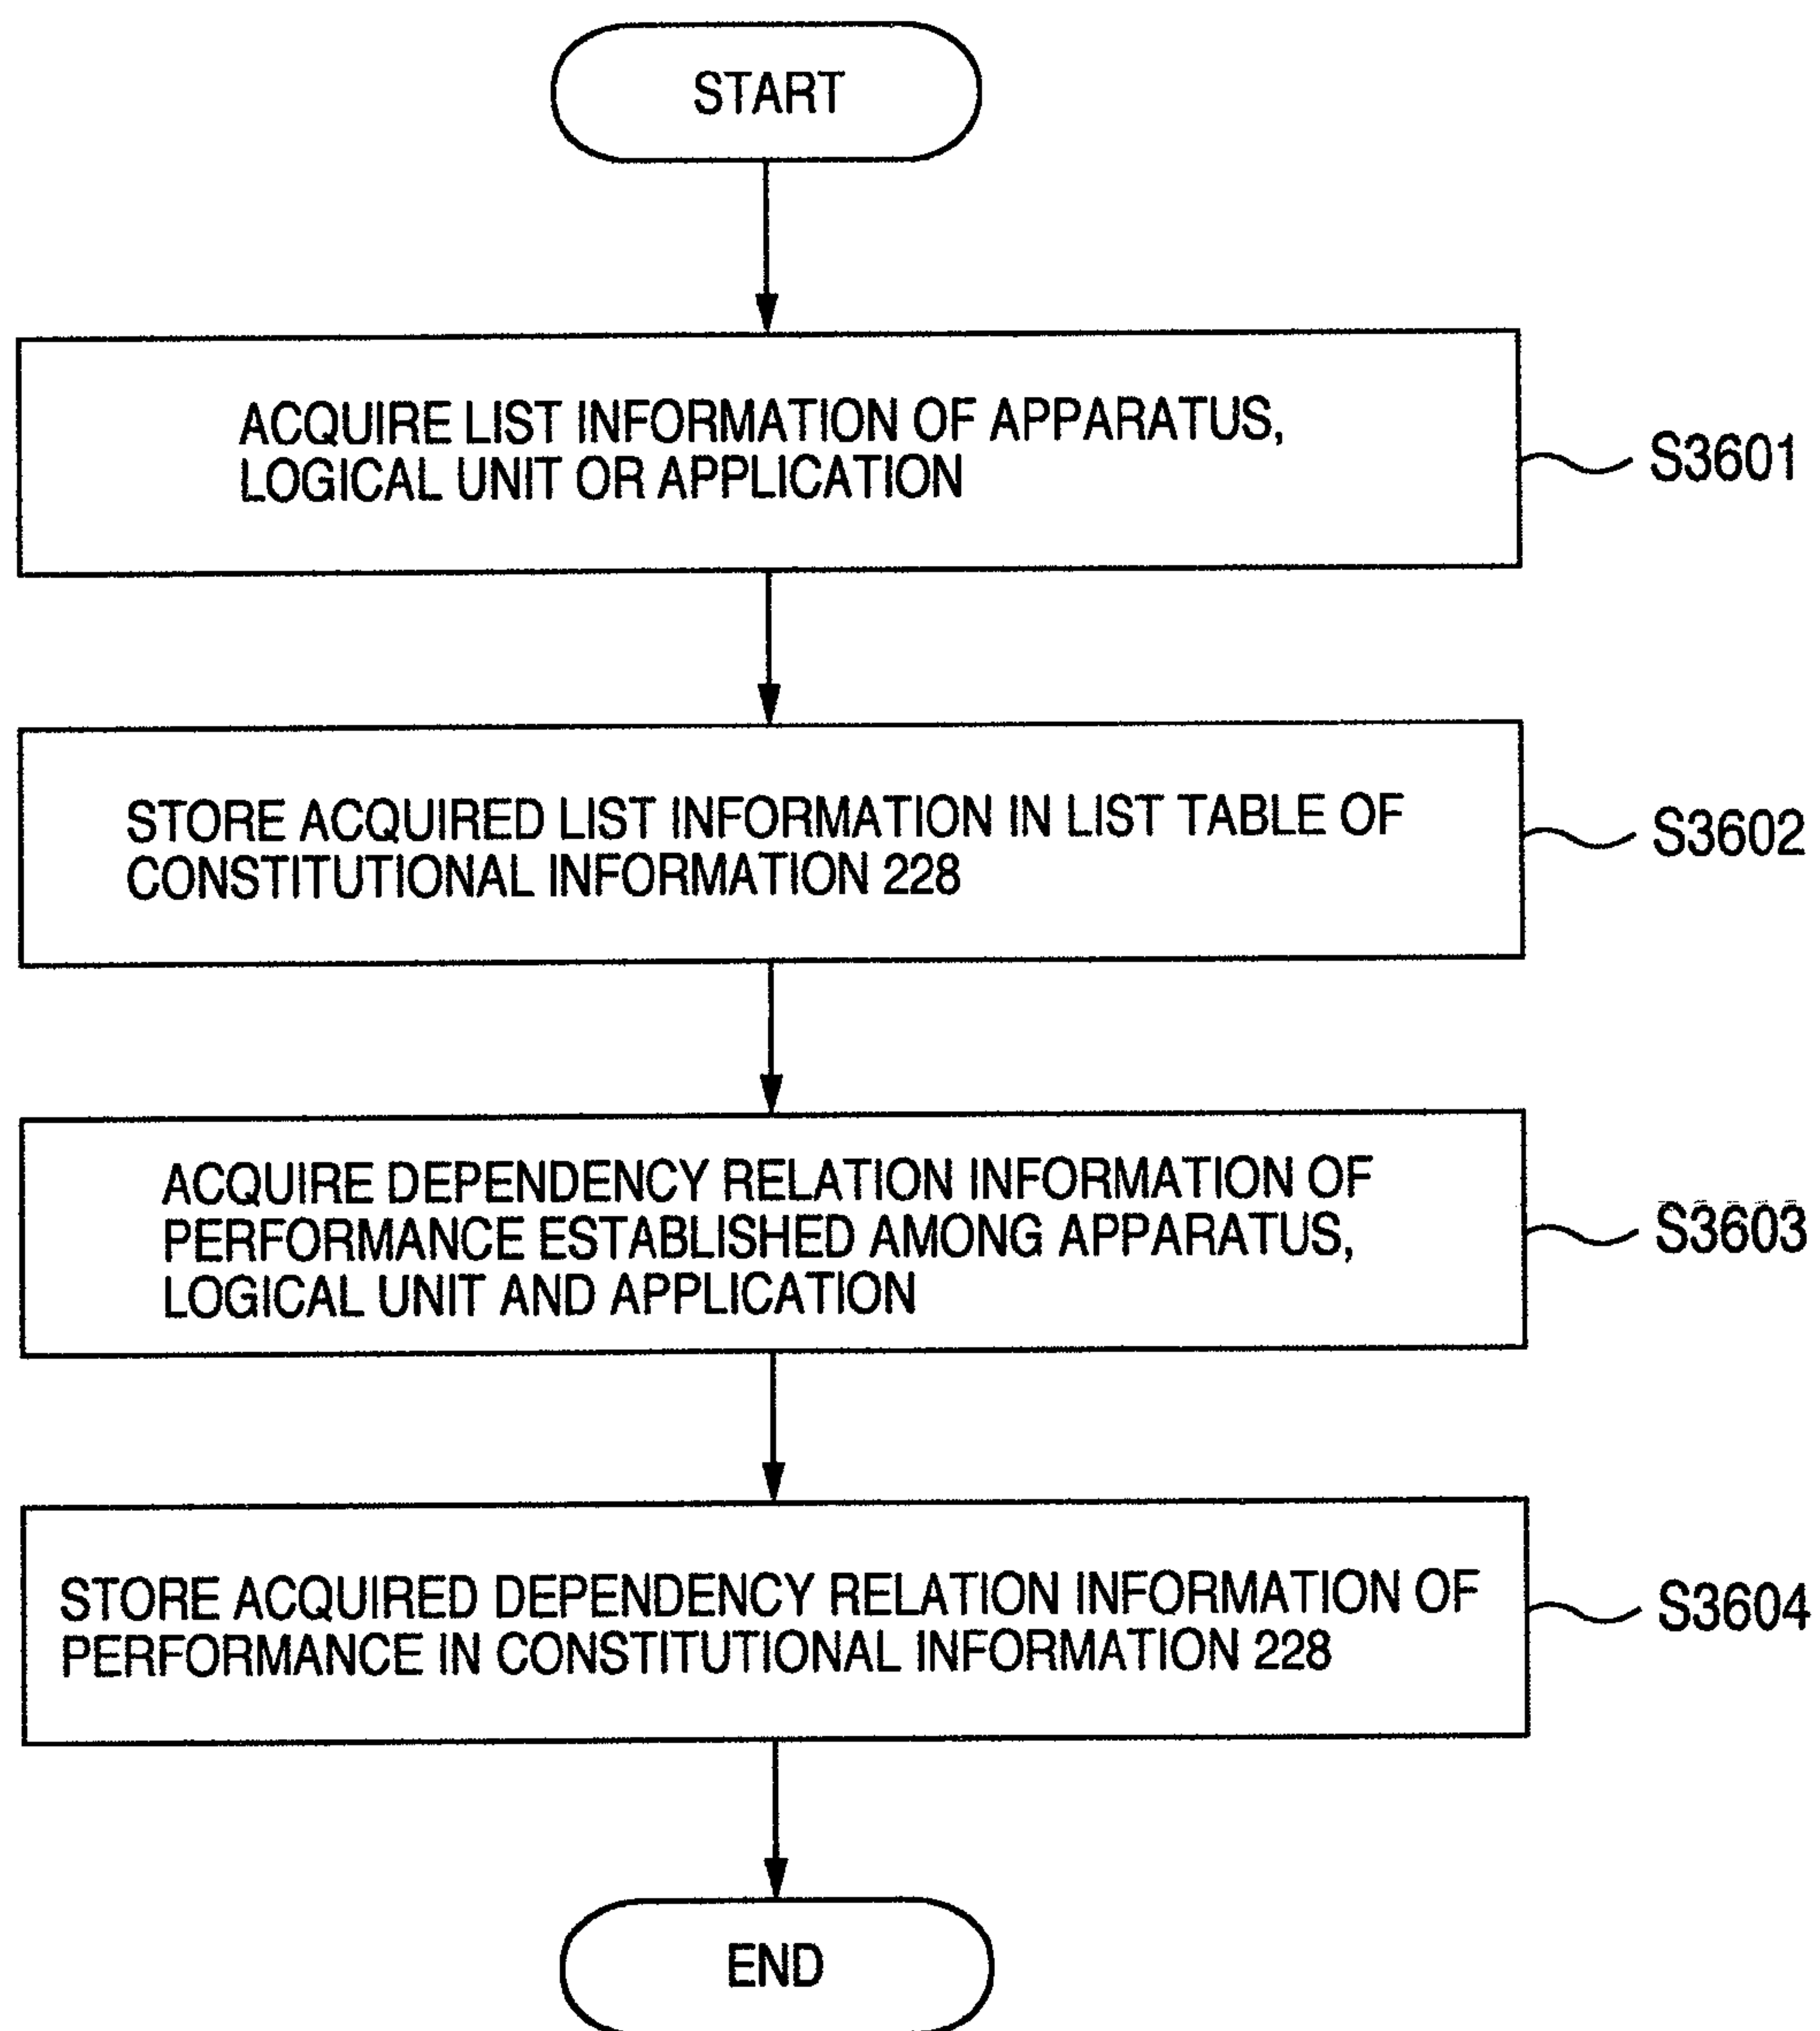 START
ACQUIRE LIST INFORMATION OF APPARATUS,
LOGICAL UNIT OR APPLICATION
S3601
STORE ACQUIRED LIST INFORMATION IN LIST TABLE OF
CONSTITUTIONAL INFORMATION 228
S3602
ACQUIRE DEPENDENCY RELATION INFORMATION OF
PERFORMANCE ESTABLISHED AMONG APPARATUS,
LOGICAL UNIT AND APPLICATION
S3603
STORE ACQUIRED DEPENDENCY RELATION INFORMATION OF
PERFORMANCE IN CONSTITUTIONAL INFORMATION 228
S3604
END